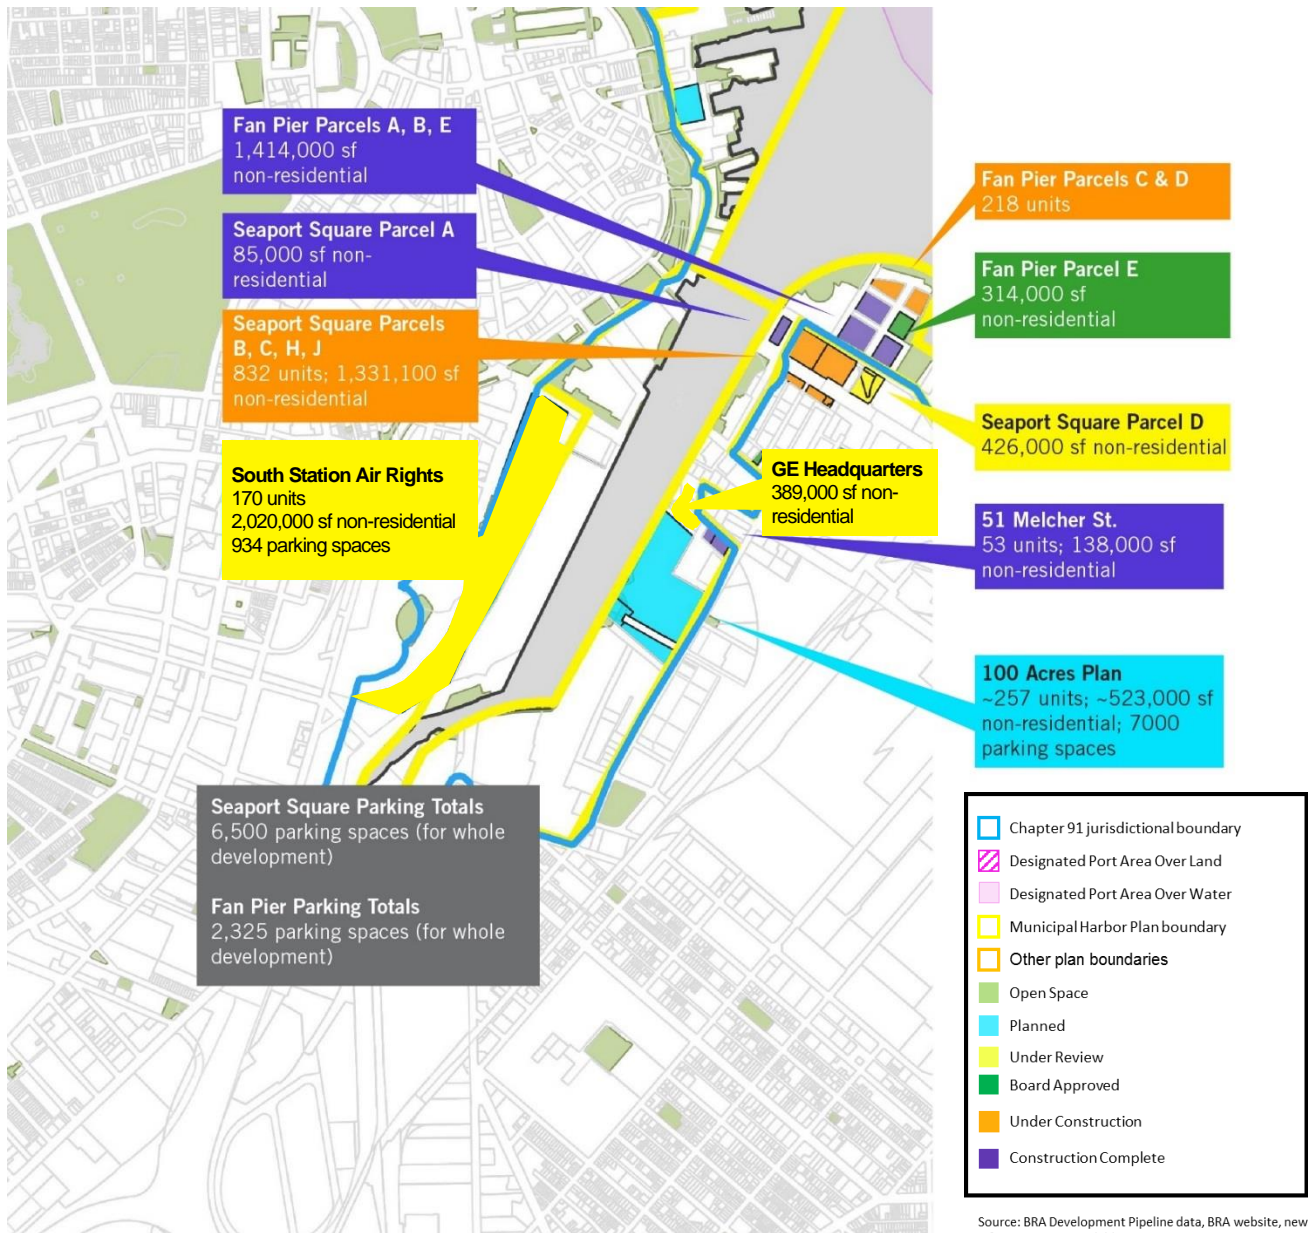 Fan Pier Parcels A, B, E
1,414,000 sf
non-residential
Seaport Square Parcel A
85,000 sf non-
residential
Seaport Square Parcels
B, C, H, J
832 units; 1,331,100 sf
non-residential
South Station Air Rights
170 units
2,020,000 sf non-residential
934 parking spaces
Fan Pier Parcels C & D
218 units
Fan Pier Parcel E
314,000 sf
non-residential
Seaport Square Parcel D
426,000 sf non-residential
GE Headquarters
389,000 sf non-
residential
51 Melcher St.
53 units; 138,000 sf
non-residential
100 Acres Plan
~257 units; ~523,000 sf
non-residential; 7000
parking spaces
Seaport Square Parking Totals
6,500 parking spaces (for whole
development)
Fan Pier Parking Totals
2,325 parking spaces (for whole
development)
Chapter 91 jurisdictional boundary
Designated Port Area Over Land
Designated Port Area Over Water
Municipal Harbor Plan boundary
Other plan boundaries
Open Space
Planned
Under Review
Board Approved
Under Construction
Construction Complete
Source: BRA Development Pipeline data, BRA website, new